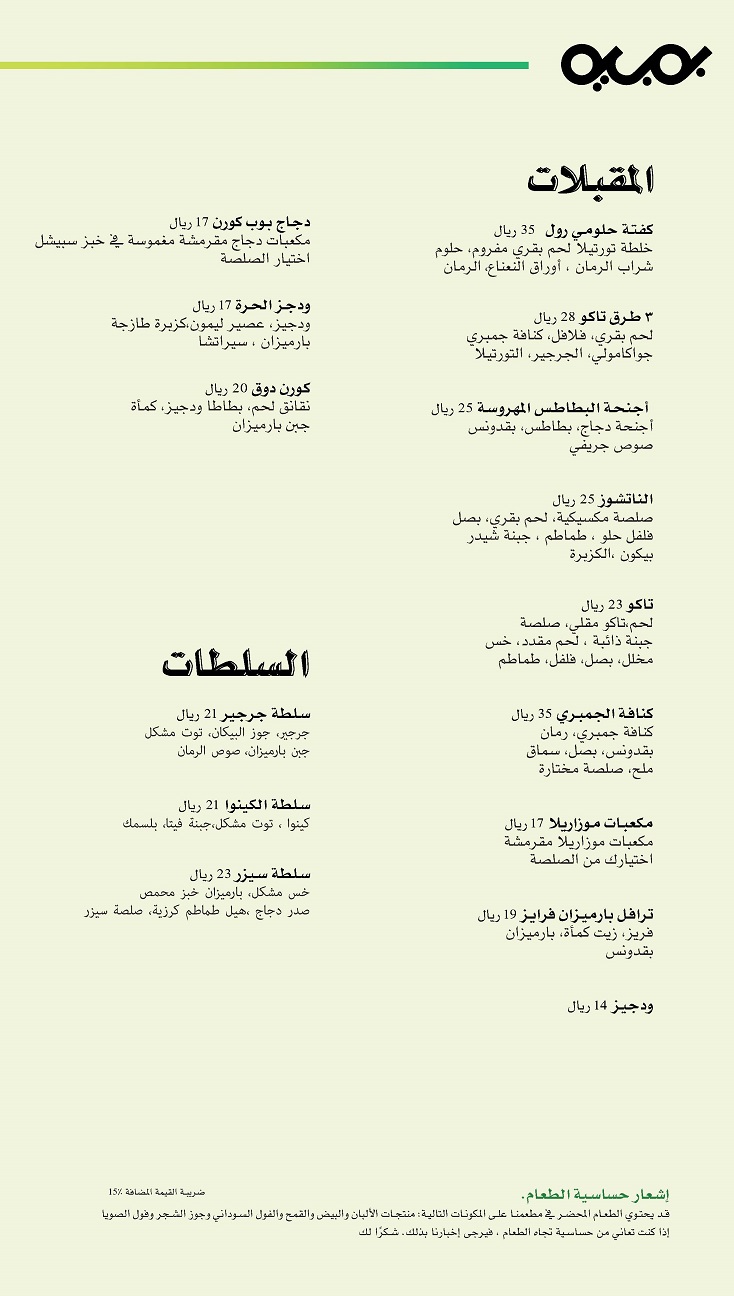 المقبلات
كفتة حلومي رول 35 ريال
خلطة تورتيلا لحم بقري مفروم، حلوم
شراب الرمان ، أوراق النعناع، الرمان
٣ طرق تاكو 28 ريال
لحم بقري، فلافل، كنافة جمبري
جواكامولي، الجرجير، التورتيلا
أجنحة البطاطس المهروسة 25 ريال
أجنحة دجاج، بطاطس، بقدونس
صوص جريفي
الناتشوز 25 ريال
صلصة مكسيكية، لحم بقري، بصل
فلفل حلو ، طماطم ، جبنة شيدر
بيكون ،الكزبرة
تاكو 23 ريال
لحم،تاكو مقلي، صلصة
جبنة ذائبة ، لحم مقدد، خس
مخلل، بصل، فلفل، طماطم
كنافة الجمبري 35 ريال
كنافة جمبري، رمان
بقدونس، بصل، سماق
ملح، صلصة مختارة
مكعبات موزاريلا 17 ريال
مكعبات موزاريلا مقرمشة
اختيارك من الصلصة
ترافل بارميزان فرايز 19 ريال
فريز، زيت كمأة، بارميزان
بقدونس
ودجيز 14 ريال
دجاج بوب كورن 17 ريال
مكعبات دجاج مقرمشة مغموسة في خبز سبيشل
اختيار الصلصة
ودجز الحرة 17 ريال
ودجيز، عصير ليمون،كزبرة طازجة
بارميزان ، سيراتشا
كورن دوق 20 ريال
نقانق لحم، بطاطا ودجيز، كمأة
جبن بارميزان
السلطات
سلطة جرجير 21 ريال
جرجير، جوز البيكان، توت مشكل
جبن بارميزان، صوص الرمان
سلطة الكينوا 21 ريال
كينوا ، توت مشكل،جبنة فيتا، بلسمك
سلطة سيزر 23 ريال
خس مشكل، بارميزان خبز محمص
صدر دجاج ،هيل طماطم كرزية، صلصة سيزر
إشعار حساسية الطعام.
ضريبة القيمة المضافة 15٪
قد يحتوي الطعام المحضر في مطعمنا على المكونات التالية: منتجات الألبان والبيض والقمح والفول السوداني وجوز الشجر وفول الصويا
إذا كنت تعاني من حساسية تجاه الطعام ، فيرجى إخبارنا بذلك. شكرًا لك